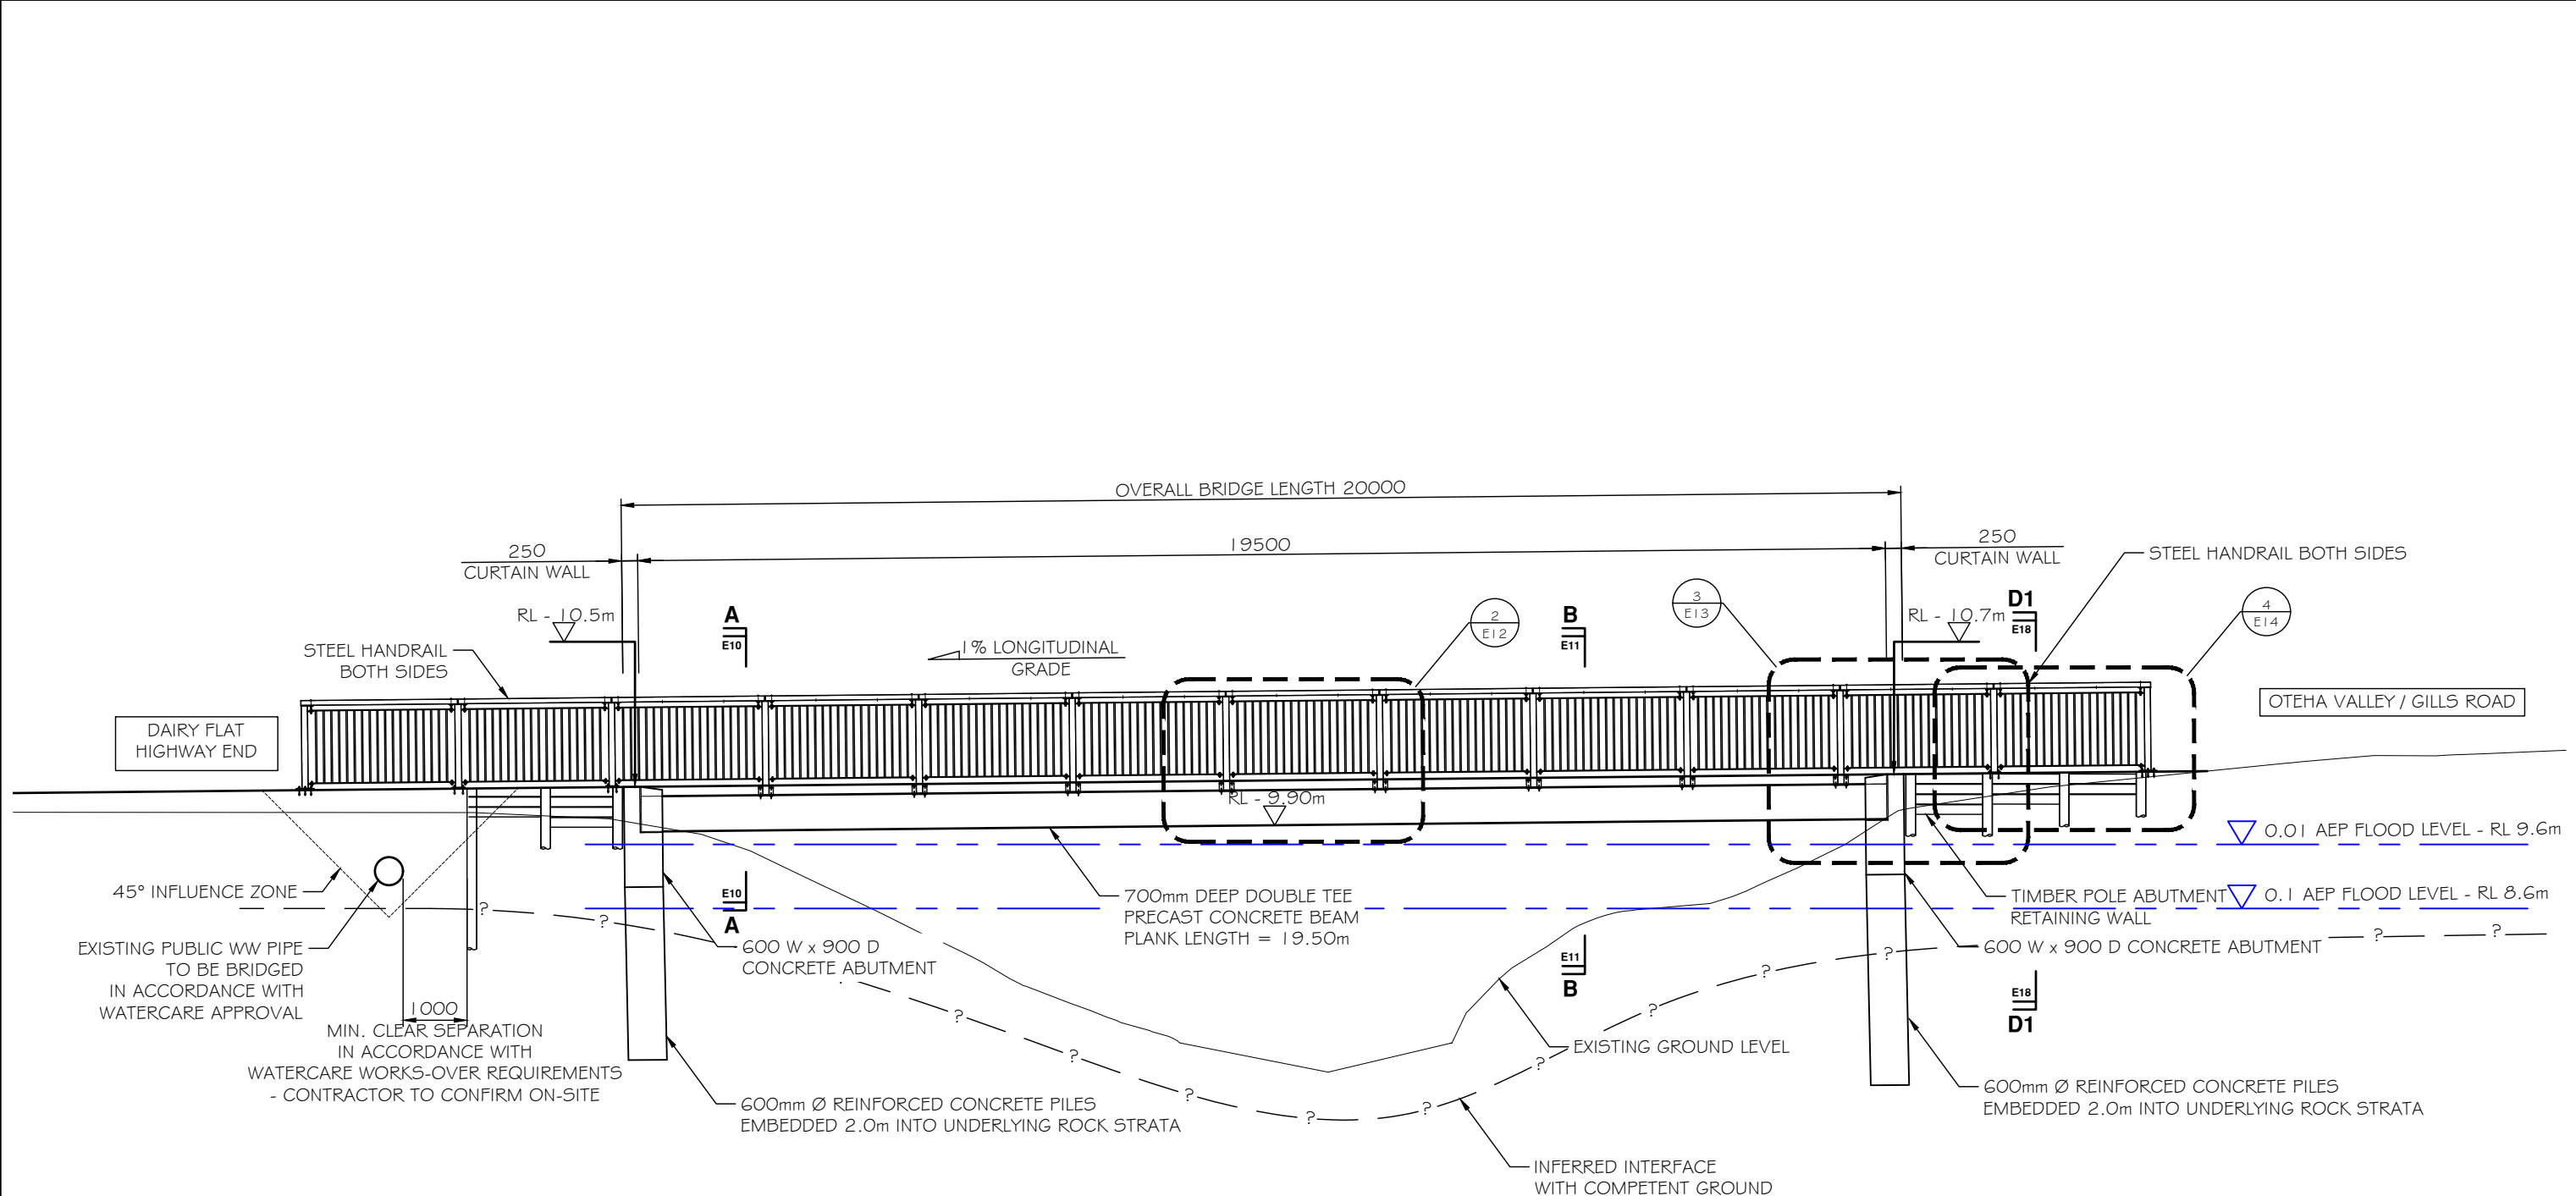 OVERALL BRIDGE LENGTH 20000
250
CURTAIN WALL
19500
250
CURTAIN WALL
STEEL HANDRAIL BOTH SIDES
RL - 10.5m
A
E10
1% LONGITUDINAL
GRADE
2
E12
B
E11
3
E13
RL - 10.7m
D1
E18
4
E14
STEEL HANDRAIL
BOTH SIDES
DAIRY FLAT
HIGHWAY END
OTEHA VALLEY / GILLS ROAD
RL - 9.90m
0.01 AEP FLOOD LEVEL - RL 9.6m
45° INFLUENCE ZONE
E10
A
700mm DEEP DOUBLE TEE
PRECAST CONCRETE BEAM
PLANK LENGTH = 19.50m
TIMBER POLE ABUTMENT
RETAINING WALL
0.1 AEP FLOOD LEVEL - RL 8.6m
EXISTING PUBLIC WW PIPE
TO BE BRIDGED
IN ACCORDANCE WITH
WATERCARE APPROVAL
600 W x 900 D
CONCRETE ABUTMENT
E11
B
600 W x 900 D CONCRETE ABUTMENT
E18
D1
1000
MIN. CLEAR SEPARATION
IN ACCORDANCE WITH
WATERCARE WORKS-OVER REQUIREMENTS
- CONTRACTOR TO CONFIRM ON-SITE
EXISTING GROUND LEVEL
600mm Ø REINFORCED CONCRETE PILES
EMBEDDED 2.0m INTO UNDERLYING ROCK STRATA
600mm Ø REINFORCED CONCRETE PILES
EMBEDDED 2.0m INTO UNDERLYING ROCK STRATA
INFERRED INTERFACE
WITH COMPETENT GROUND
?
?
?
?
?
?
?
?
?
?
?
?
?